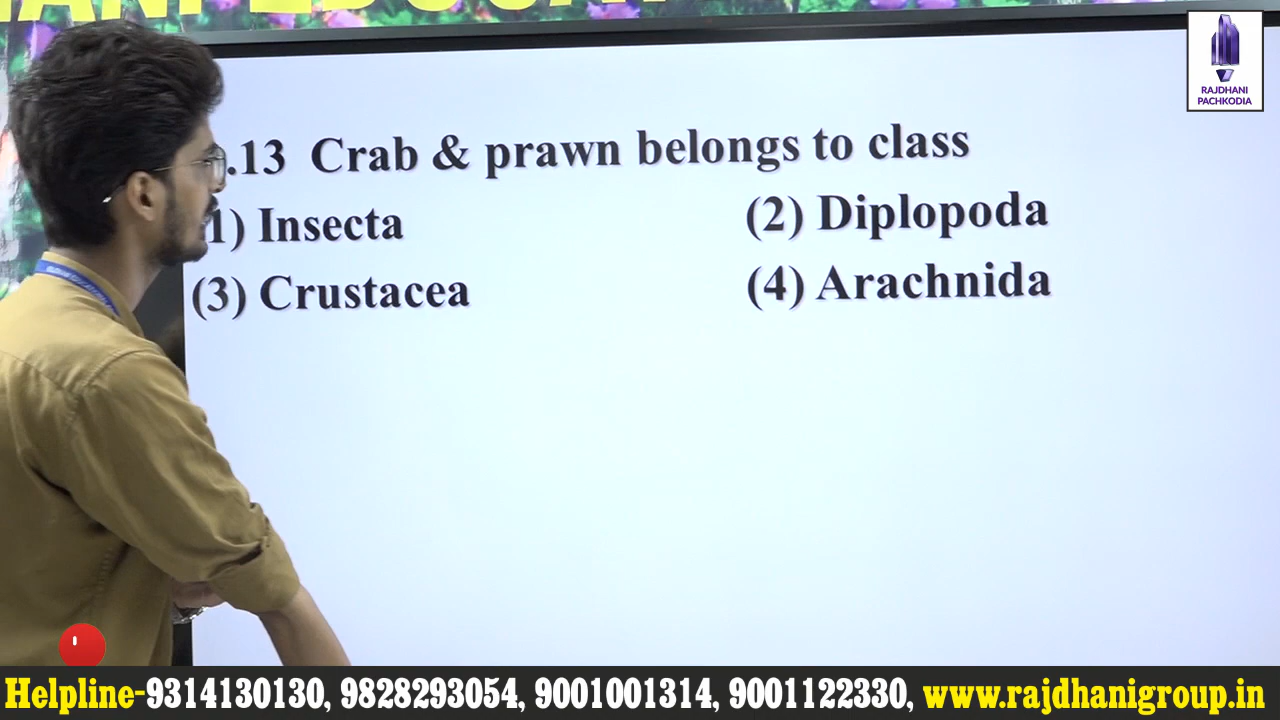 RAJDHANI
PACHKODIA
.13 Crab & prawn belongs to class
1) Insecta (2) Diplopoda
(3) Crustacea (4) Arachnida
Helpline-9314130130, 9828293054, 9001001314, 9001122330, www.rajdhanigroup.in